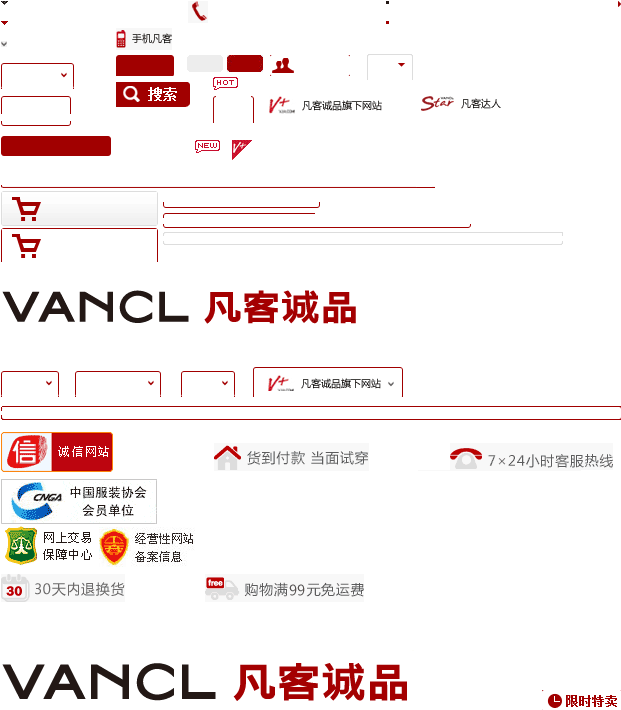 手机凡客
HOT
搜索
V+ 凡客诚品旗下网站
Star 凡客达人
NEW
V+
VANCL 凡客诚品
V+ 凡客诚品旗下网站
信 诚信网站
货到付款 当面试穿
7×24小时客服热线
CNGA 中国服装协会
会员单位
网上交易
保障中心
经营性网站
备案信息
30 30天内退换货
free 购物满99元免运费
VANCL 凡客诚品
限时特卖